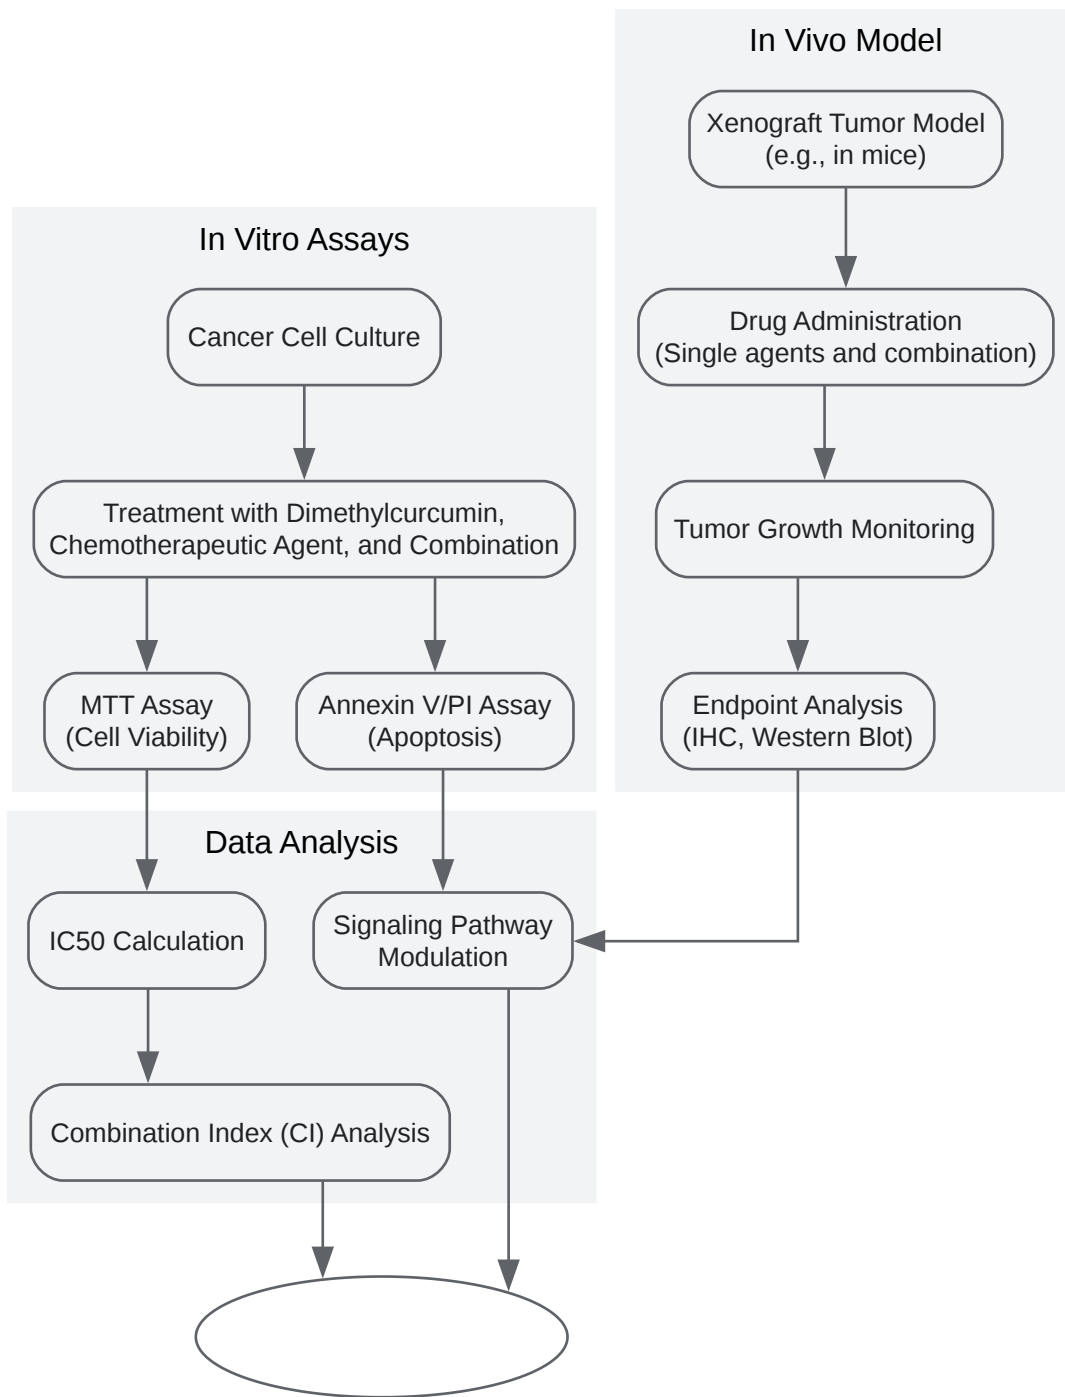 In Vivo Model
Xenograft Tumor Model
(e.g., in mice)
Drug Administration
(Single agents and combination)
Tumor Growth Monitoring
Endpoint Analysis
(IHC, Western Blot)
In Vitro Assays
Cancer Cell Culture
Treatment with Dimethylcurcumin,
Chemotherapeutic Agent, and Combination
MTT Assay
(Cell Viability)
Annexin V/PI Assay
(Apoptosis)
Data Analysis
IC50 Calculation
Signaling Pathway
Modulation
Combination Index (CI) Analysis